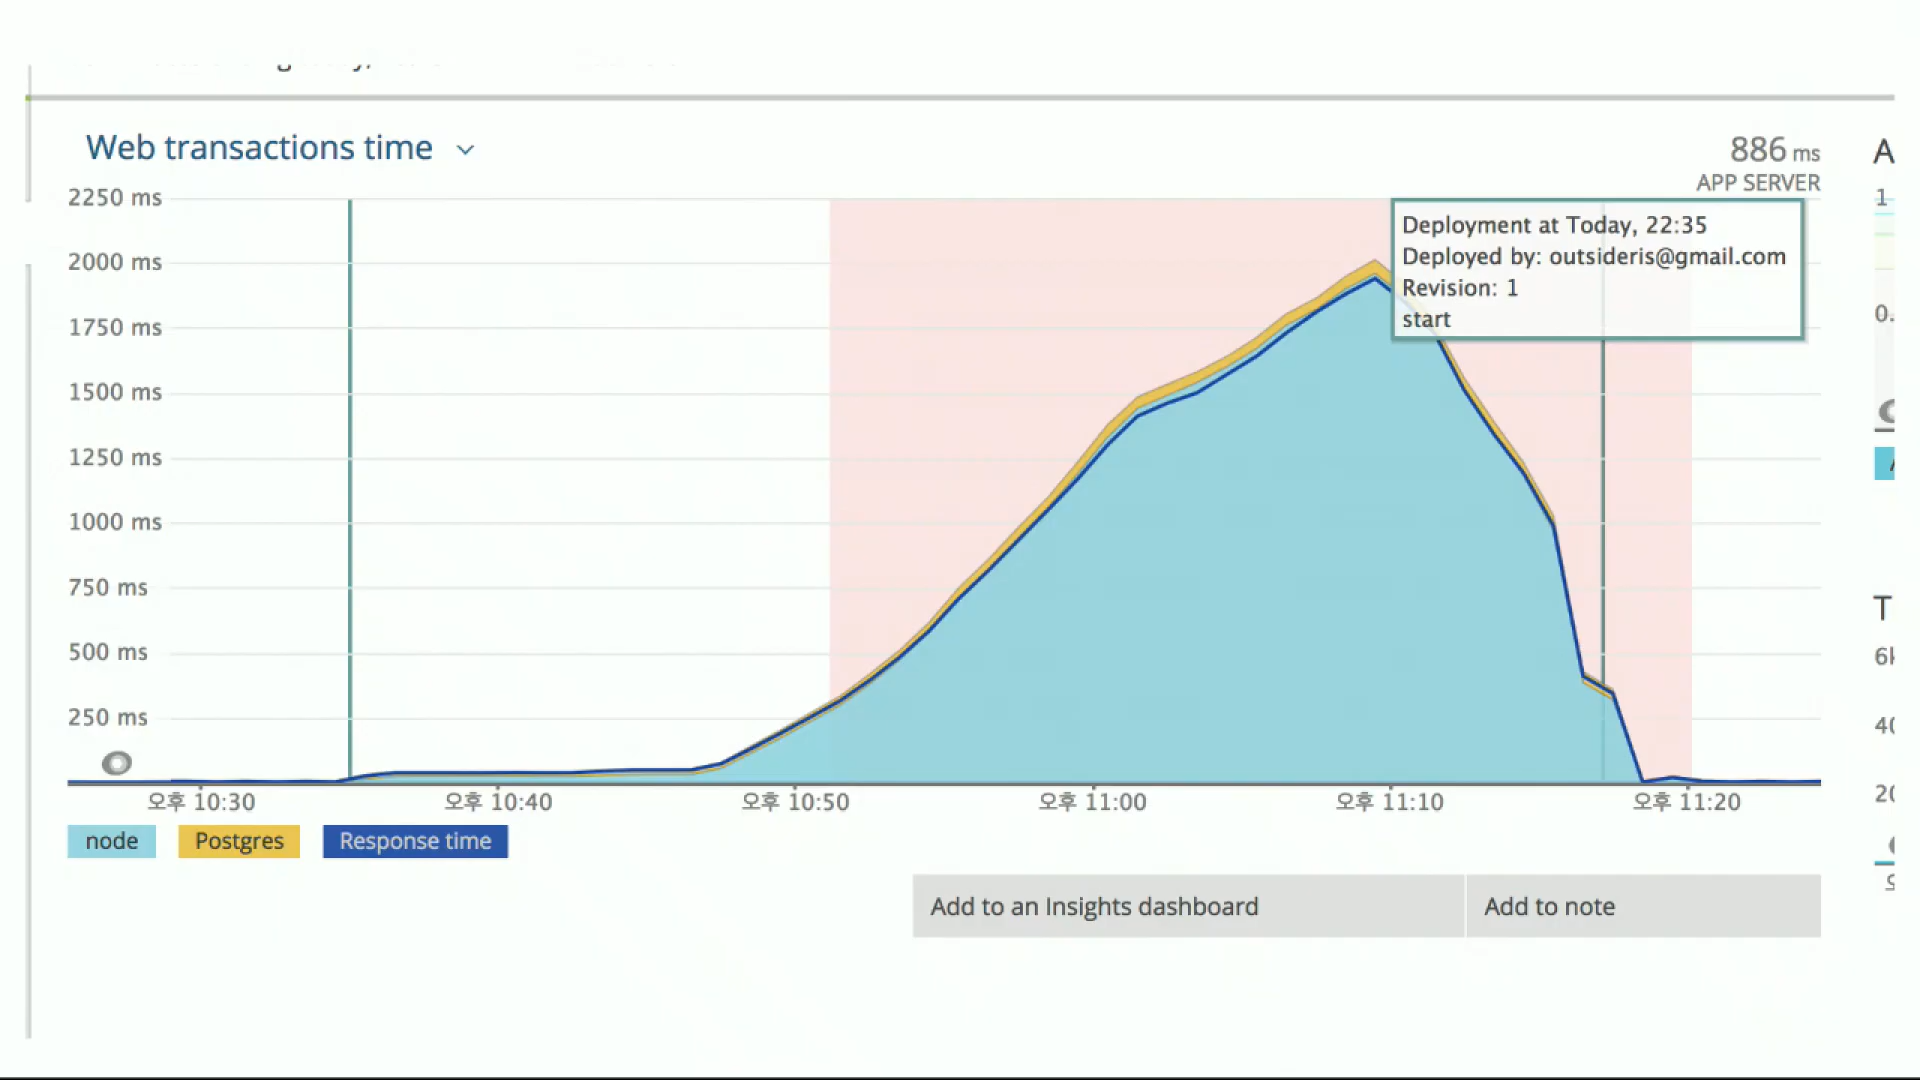 Web transactions time
886 ms
APP SERVER
2250 ms
2000 ms
1750 ms
1500 ms
1250 ms
1000 ms
750 ms
500 ms
250 ms
Deployment at Today, 22:35
Deployed by: outsideris@gmail.com
Revision: 1
start
오후 10:30 오후 10:40 오후 10:50 오후 11:00 오후 11:10 오후 11:20
node Postgres Response time
Add to an Insights dashboard Add to note
A
1
0.
T